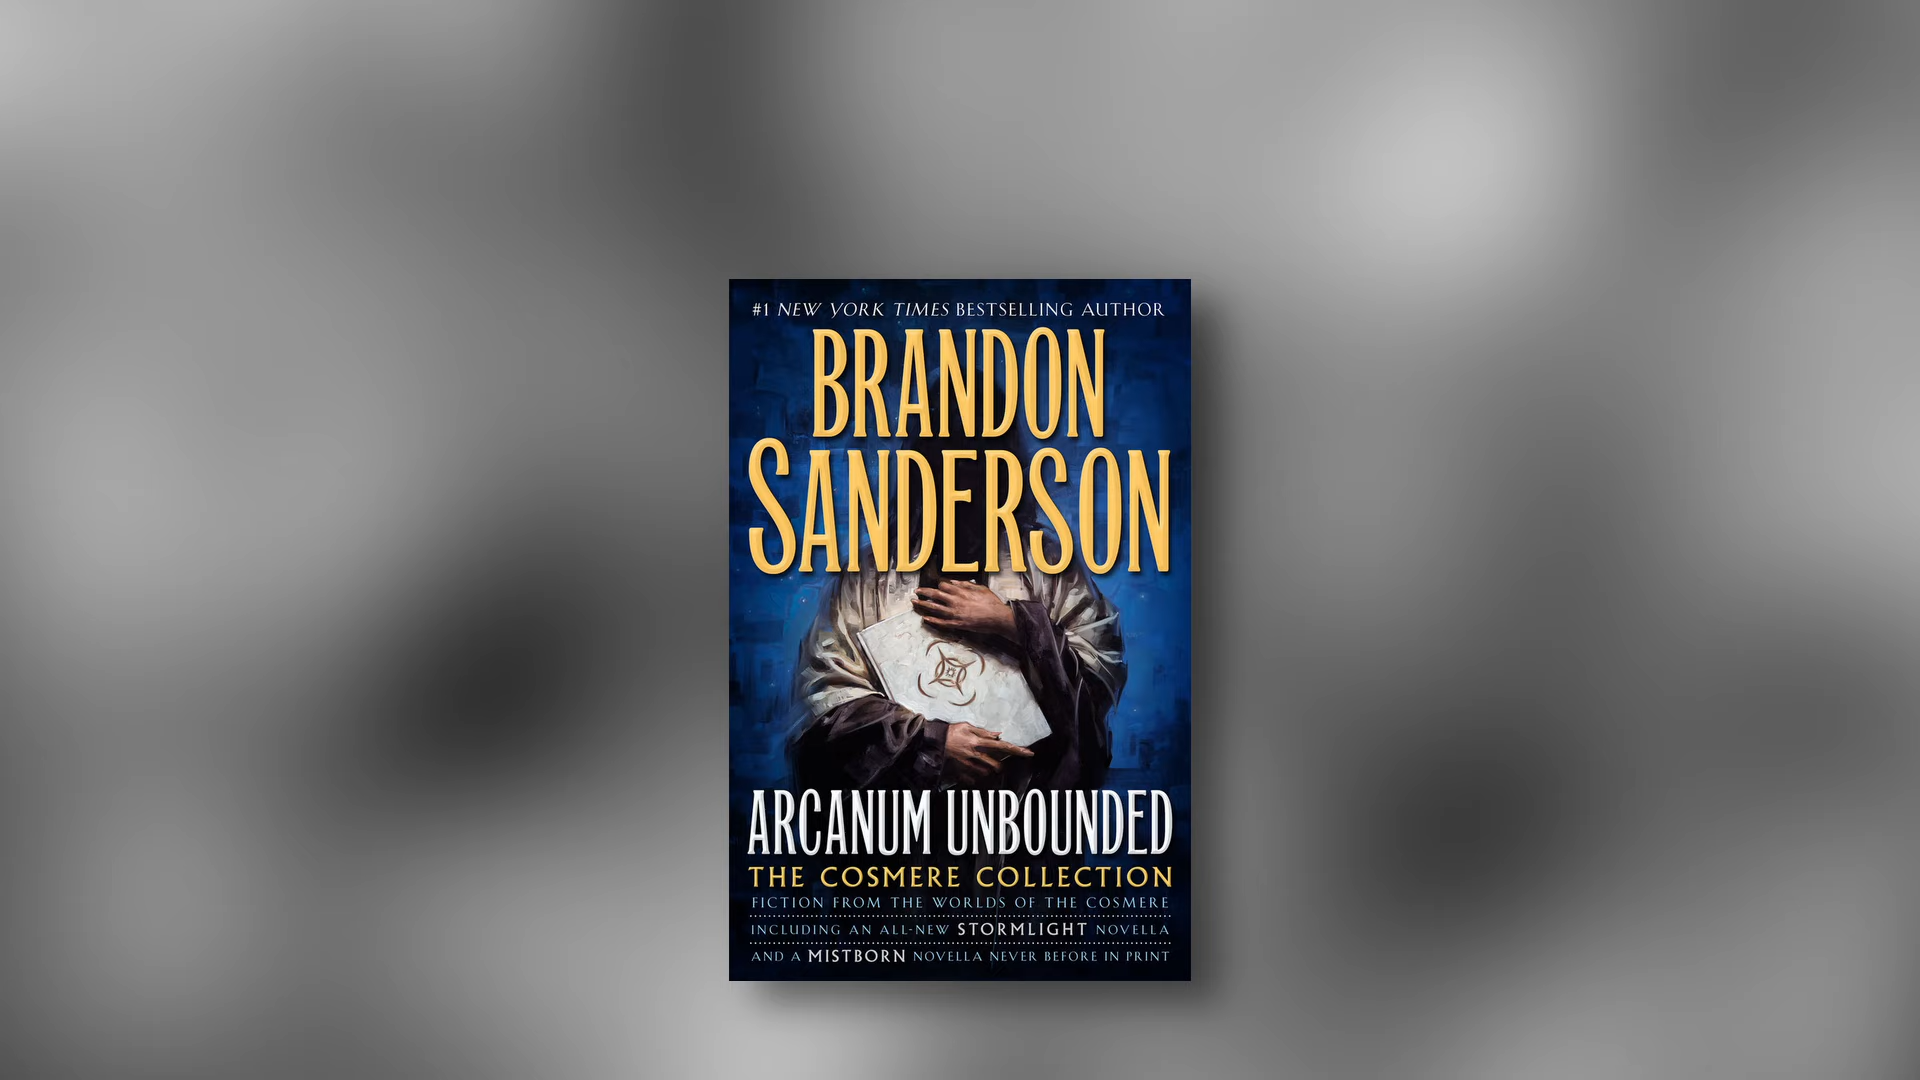 #1 NEW YORK TIMES BESTSELLING AUTHOR
BRANDON
SANDERSON
ARCANUM UNBOUNDED
THE COSMERE COLLECTION
FICTION FROM THE WORLDS OF THE COSMERE
INCLUDING AN ALL-NEW STORMLIGHT NOVELLA
AND A MISTBORN NOVELLA NEVER BEFORE IN PRINT